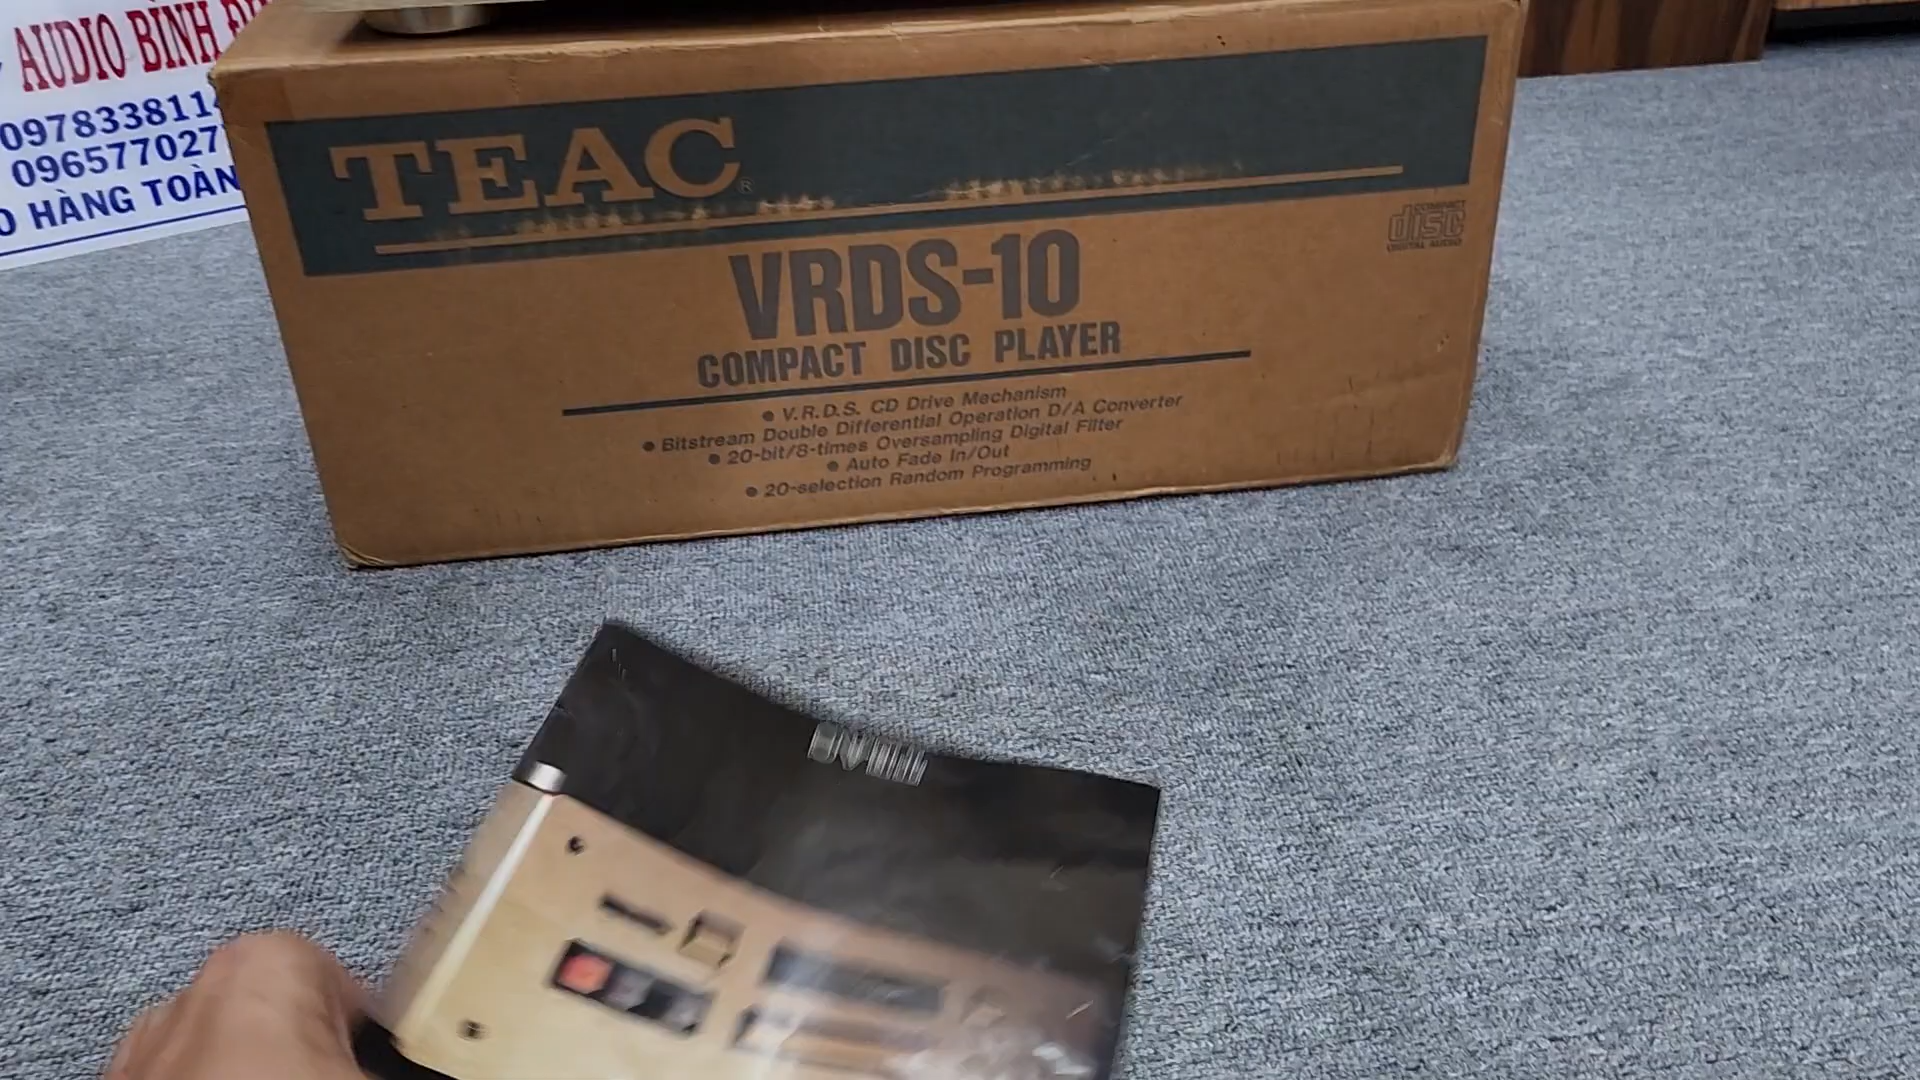 AUDIO BÌNH
097833811
096577027
HÀNG TOÀN
TEAC®
COMPACT
disc
DIGITAL AUDIO
VRDS-10
COMPACT DISC PLAYER
• V.R.D.S. CD Drive Mechanism
• Bitstream Double Differential Operation D/A Converter
• 20-bit/8-times Oversampling Digital Filter
• Auto Fade In/Out
• 20-selection Random Programming